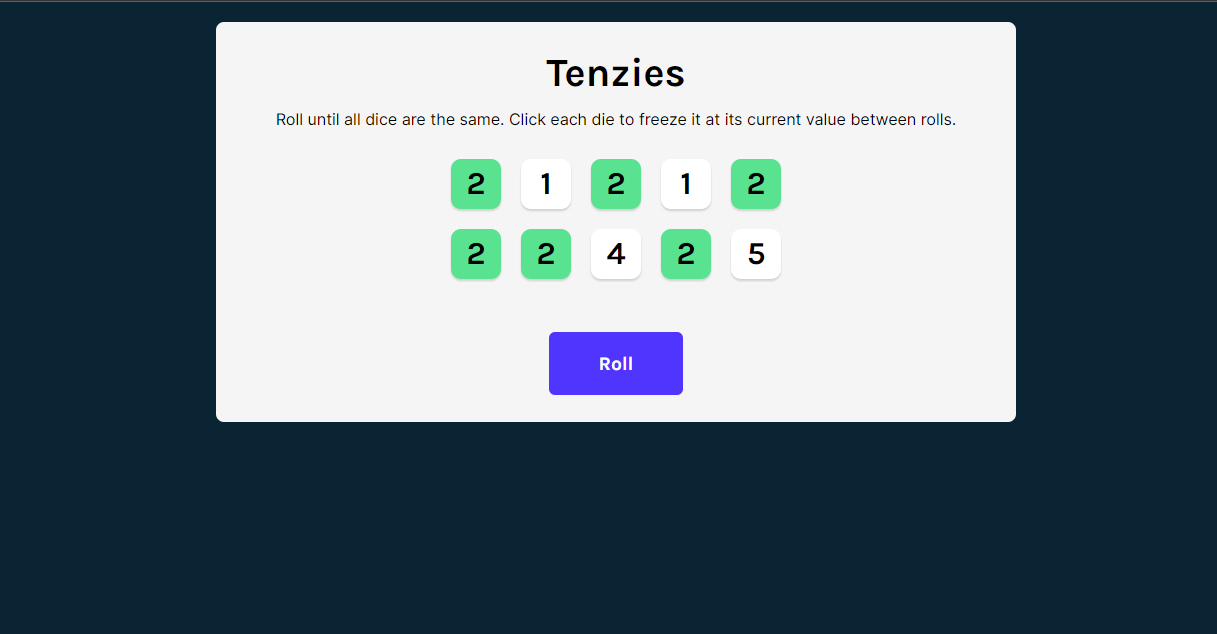 Tenzies
Roll until all dice are the same. Click each die to freeze it at its current value between rolls.
2 1 2 1 2
2 2 4 2 5
Roll